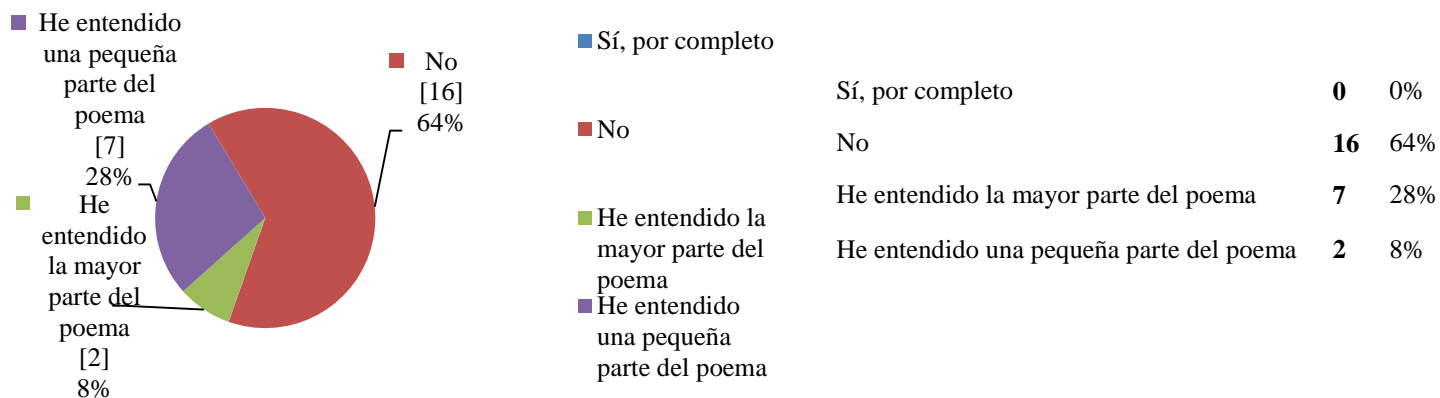 He entendido
una pequeña
parte del
poema
[7]
28%
He
entendido
la mayor
parte del
poema
[2]
8%
No
[16]
64%
Sí, por completo
No
He entendido la
mayor parte del
poema
He entendido
una pequeña
parte del poema
Sí, por completo 0 0%
No 16 64%
He entendido la mayor parte del poema 7 28%
He entendido una pequeña parte del poema 2 8%